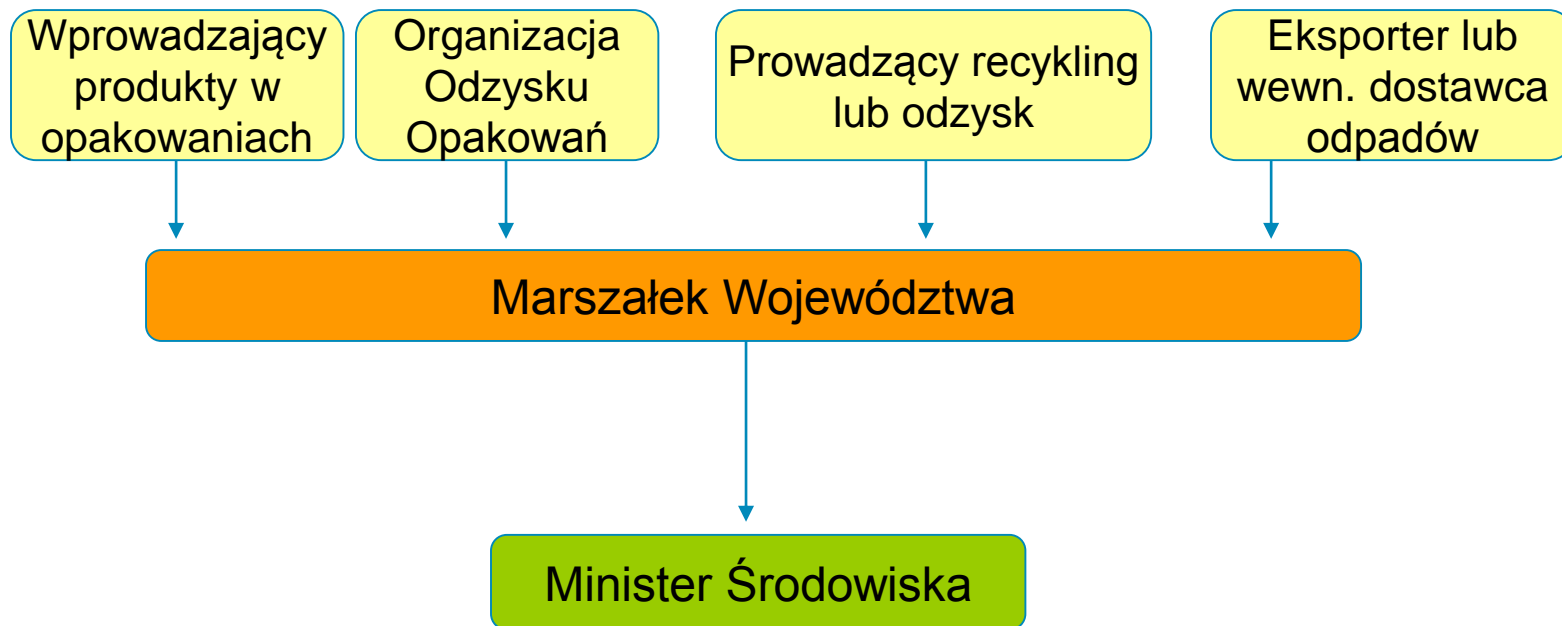 Wprowadzający
produkty w
opakowaniach
Organizacja
Odzysku
Opakowań
Prowadzący recykling
lub odzysk
Eksporter lub
wewn. dostawca
odpadów
Marszałek Województwa
Minister Środowiska